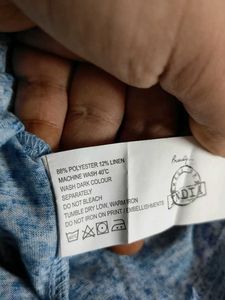 88% POLYESTER 12% LINEN
MACHINE WASH 40°C
WASH DARK COLOUR
SEPARATELY
DO NOT BLEACH
TUMBLE DRY LOW, WARM IRON
DO NOT IRON ON PRINT / EMBELLISHMENTS